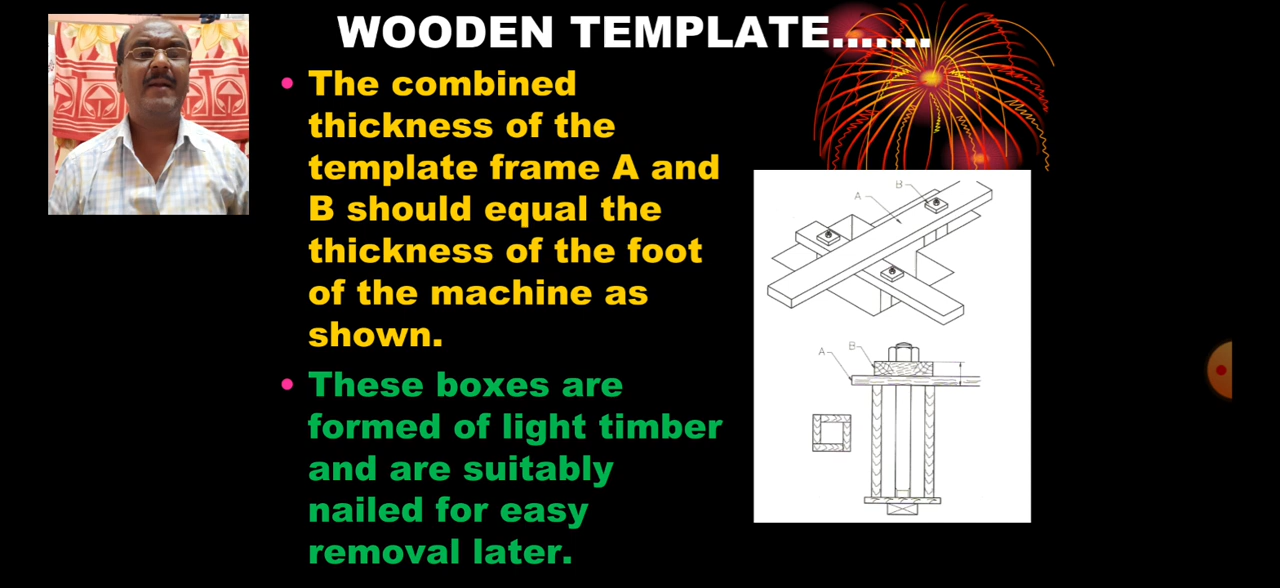 WOODEN TEMPLATE.......
• The combined
thickness of the
template frame A and
B should equal the
thickness of the foot
of the machine as
shown.
• These boxes are
formed of light timber
and are suitably
nailed for easy
removal later.
B
A
B
A